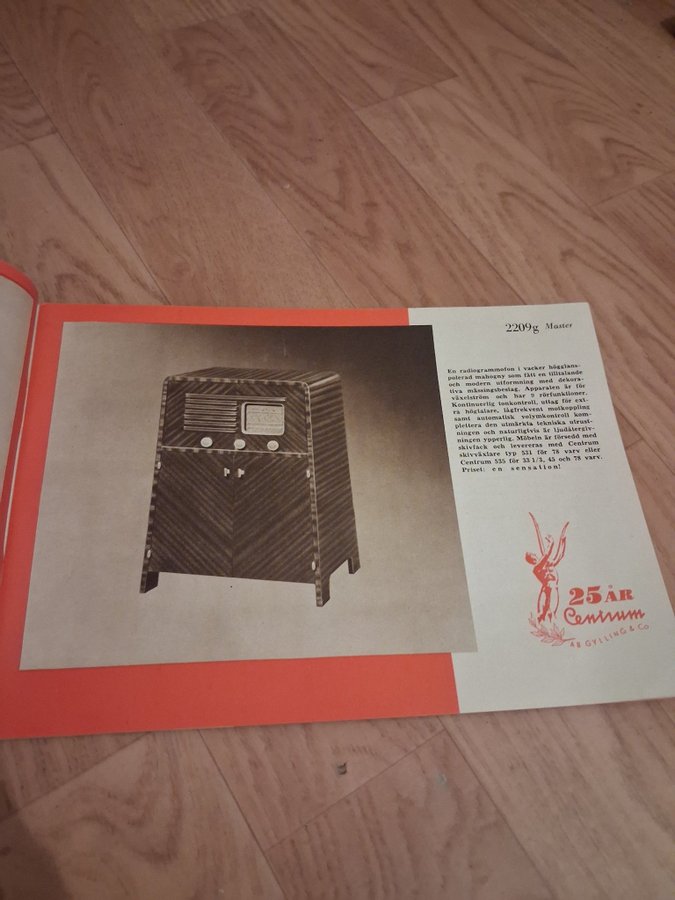 2209g Master
En radiogrammofon i vacker högglans-
polerad mahogny som fått en tilltalande
och modern utformning med dekora-
tiva mässingsbeslag. Apparaten är för
växelström och har 9 rörfunktioner.
Kontinuerlig tonkontroll, uttag för ext-
ra högtalare, lågfrekvent motkoppling
samt automatisk volymkontroll kom-
pletterа den utmärkta tekniska utrust-
ningen och naturligtvis är ljudåtergiv-
ningen ypperlig. Möbeln är försedd med
skivfack och levereras med Centrum
skivväxlare typ 531 för 78 varv eller
Centrum 535 för 33 1/3, 45 och 78 varv.
Priset: en sensation!
25 ÅR
Centrum
AB GYLLING & Co